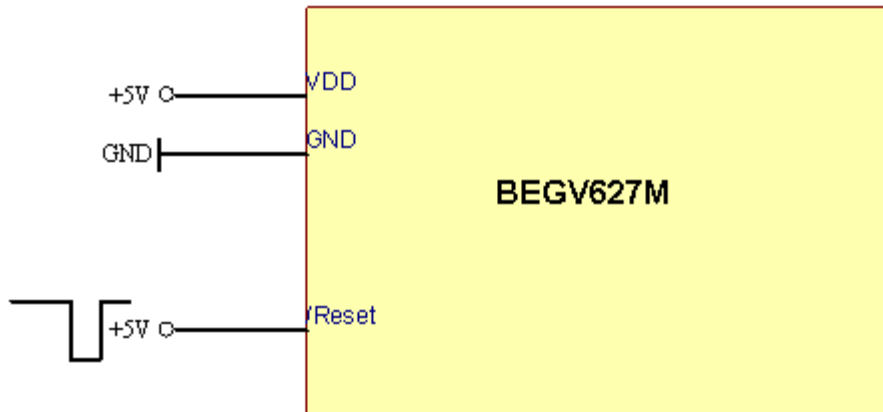 VDD
+5V
GND
GND
BEGV627M
/Reset
+5V